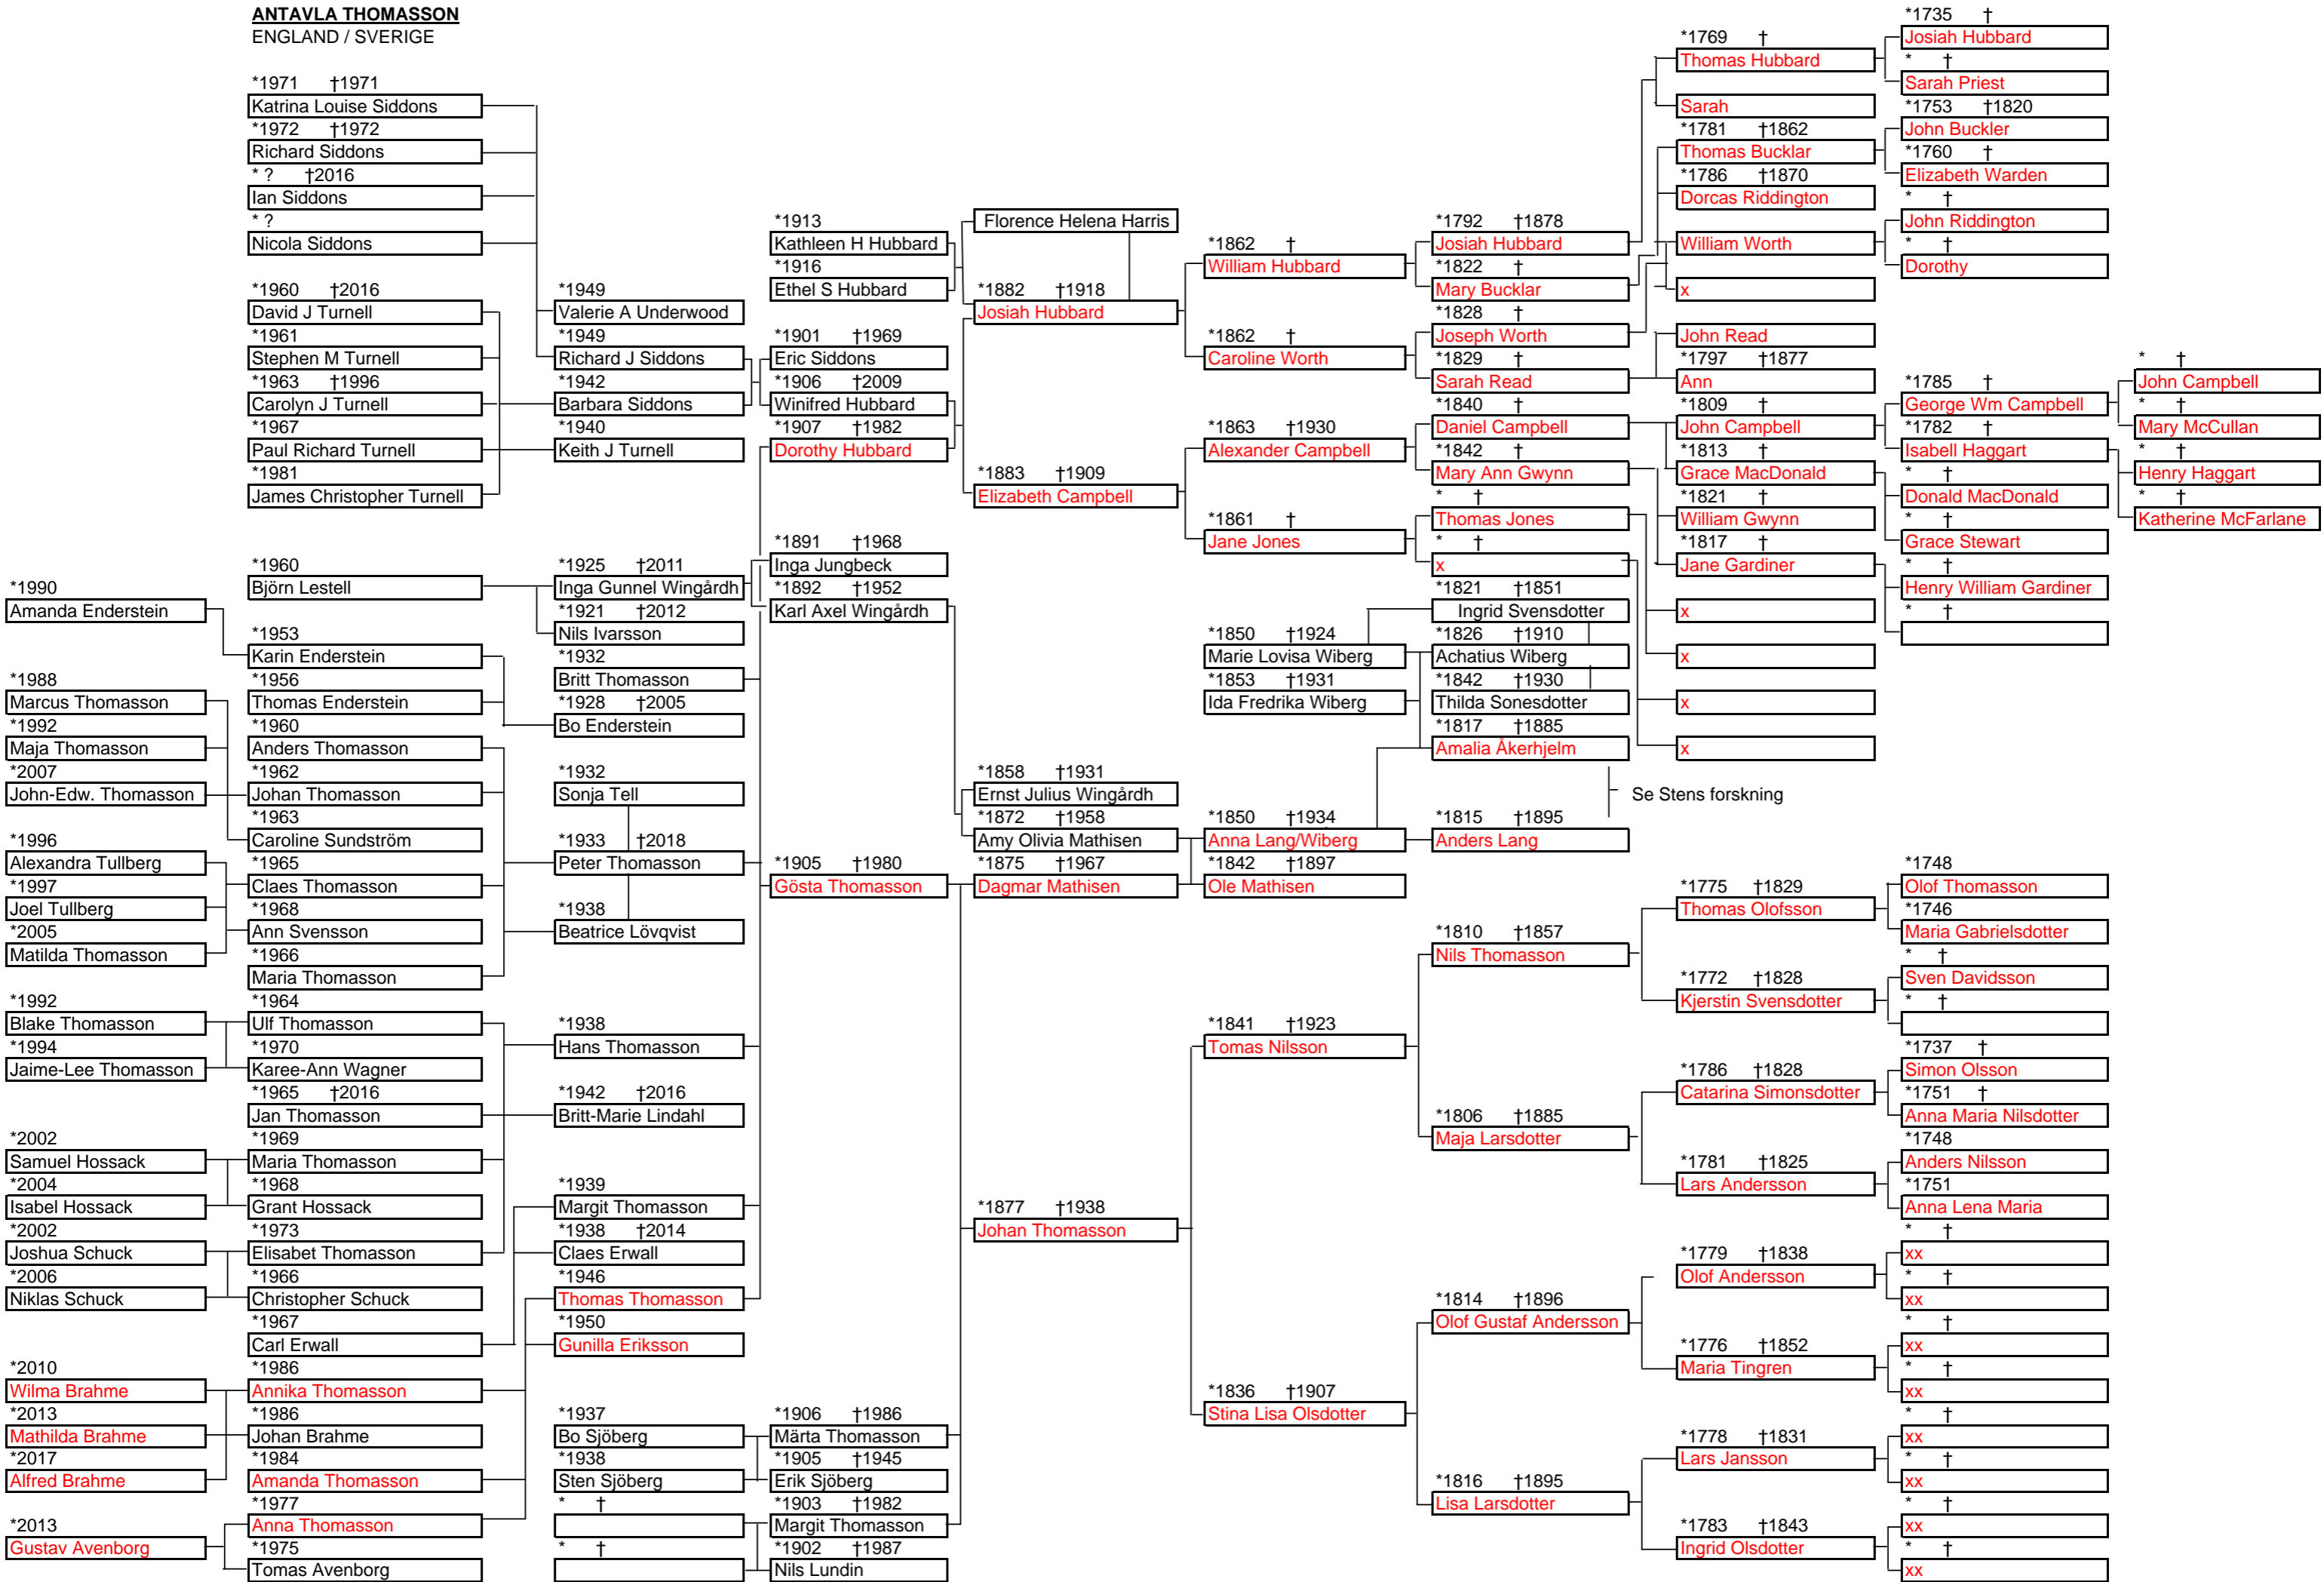 ANTAVLA THOMASSON
ENGLAND / SVERIGE
*1990
Amanda Enderstein
*1988
Marcus Thomasson
*1992
Maja Thomasson
*2007
John-Edw. Thomasson
*1996
Alexandra Tullberg
*1997
Joel Tullberg
*2005
Matilda Thomasson
*1992
Blake Thomasson
*1994
Jaime-Lee Thomasson
*2002
Samuel Hossack
*2004
Isabel Hossack
*2002
Joshua Schuck
*2006
Niklas Schuck
*2010
Wilma Brahme
*2013
Mathilda Brahme
*2017
Alfred Brahme
*2013
Gustav Avenborg
*1971 †1971
Katrina Louise Siddons
*1972 †1972
Richard Siddons
* ? †2016
Ian Siddons
* ?
Nicola Siddons
*1960 †2016
David J Turnell
*1961
Stephen M Turnell
*1963 †1996
Carolyn J Turnell
*1967
Paul Richard Turnell
*1981
James Christopher Turnell
*1960
Björn Lestell
*1953
Karin Enderstein
*1956
Thomas Enderstein
*1960
Anders Thomasson
*1962
Johan Thomasson
*1963
Caroline Sundström
*1965
Claes Thomasson
*1968
Ann Svensson
*1966
Maria Thomasson
*1964
Ulf Thomasson
*1970
Karee-Ann Wagner
*1965 †2016
Jan Thomasson
*1969
Maria Thomasson
*1968
Grant Hossack
*1973
Elisabet Thomasson
*1966
Christopher Schuck
*1967
Carl Erwall
*1986
Annika Thomasson
*1986
Johan Brahme
*1984
Amanda Thomasson
*1977
Anna Thomasson
*1975
Tomas Avenborg
*1949
Valerie A Underwood
*1949
Richard J Siddons
*1942
Barbara Siddons
*1940
Keith J Turnell
*1925 †2011
Inga Gunnel Wingårdh
*1921 †2012
Nils Ivarsson
*1932
Britt Thomasson
*1928 †2005
Bo Enderstein
*1932
Sonja Tell
*1933 †2018
Peter Thomasson
*1938
Beatrice Lövqvist
*1938
Hans Thomasson
*1942 †2016
Britt-Marie Lindahl
*1939
Margit Thomasson
*1938 †2014
Claes Erwall
*1946
Thomas Thomasson
*1950
Gunilla Eriksson
*1937
Bo Sjöberg
*1938
Sten Sjöberg
* †
* †
*1913
Kathleen H Hubbard
*1916
Ethel S Hubbard
*1901 †1969
Eric Siddons
*1906 †2009
Winifred Hubbard
*1907 †1982
Dorothy Hubbard
*1891 †1968
Inga Jungbeck
*1892 †1952
Karl Axel Wingårdh
*1905 †1980
Gösta Thomasson
*1906 †1986
Märta Thomasson
*1905 †1945
Erik Sjöberg
*1903 †1982
Margit Thomasson
*1902 †1987
Nils Lundin
Florence Helena Harris
*1882 †1918
Josiah Hubbard
*1883 †1909
Elizabeth Campbell
*1858 †1931
Ernst Julius Wingårdh
*1872 †1958
Amy Olivia Mathisen
*1875 †1967
Dagmar Mathisen
*1877 †1938
Johan Thomasson
*1862 †
William Hubbard
*1862 †
Caroline Worth
*1863 †1930
Alexander Campbell
*1861 †
Jane Jones
*1850 †1924
Marie Lovisa Wiberg
*1853 †1931
Ida Fredrika Wiberg
*1850 †1934
Anna Lang/Wiberg
*1842 †1897
Ole Mathisen
*1841 †1923
Tomas Nilsson
*1836 †1907
Stina Lisa Olsdotter
*1792 †1878
Josiah Hubbard
*1822 †
Mary Bucklar
*1828 †
Joseph Worth
*1829 †
Sarah Read
*1840 †
Daniel Campbell
*1842 †
Mary Ann Gwynn
* †
Thomas Jones
* †
x
*1821 †1851
Ingrid Svensdotter
*1826 †1910
Achatius Wiberg
*1842 †1930
Thilda Sonesdotter
*1817 †1885
Amalia Åkerhjelm
Se Stens forskning
*1815 †1895
Anders Lang
*1810 †1857
Nils Thomasson
*1806 †1885
Maja Larsdotter
*1814 †1896
Olof Gustaf Andersson
*1816 †1895
Lisa Larsdotter
*1769 †
Thomas Hubbard
Sarah
*1781 †1862
Thomas Bucklar
*1786 †1870
Dorcas Riddington
William Worth
x
John Read
*1797 †1877
Ann
*1809 †
John Campbell
*1813 †
Grace MacDonald
*1821 †
William Gwynn
*1817 †
Jane Gardiner
x
x
x
x
*1775 †1829
Thomas Olofsson
*1772 †1828
Kjerstin Svensdotter
*1786 †1828
Catarina Simonsdotter
*1781 †1825
Lars Andersson
*1779 †1838
Olof Andersson
*1776 †1852
Maria Tingren
*1778 †1831
Lars Jansson
*1783 †1843
Ingrid Olsdotter
*1735 †
Josiah Hubbard
* †
Sarah Priest
*1753 †1820
John Buckler
*1760 †
Elizabeth Warden
* †
John Riddington
* †
Dorothy
*1785 †
George Wm Campbell
*1782 †
Isabell Haggart
* †
Donald MacDonald
* †
Grace Stewart
* †
Henry William Gardiner
* †
*1748
Olof Thomasson
*1746
Maria Gabrielsdotter
* †
Sven Davidsson
* †
*1737 †
Simon Olsson
*1751 †
Anna Maria Nilsdotter
*1748
Anders Nilsson
*1751
Anna Lena Maria
* †
xx
* †
xx
* †
xx
* †
xx
* †
xx
* †
xx
* †
xx
* †
xx
* †
John Campbell
* †
Mary McCullan
* †
Henry Haggart
* †
Katherine McFarlane